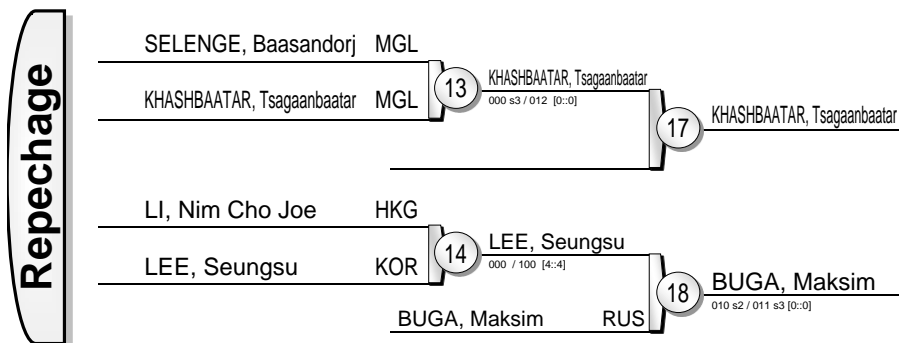 Repechage
SELENGE, Baasandorj MGL
KHASHBAATAR, Tsagaanbaatar MGL
13
KHASHBAATAR, Tsagaanbaatar
000 s3 / 012 [0::0]
17
KHASHBAATAR, Tsagaanbaatar
LI, Nim Cho Joe HKG
LEE, Seungsu KOR
14
LEE, Seungsu
000 / 100 [4::4]
BUGA, Maksim RUS
18
BUGA, Maksim
010 s2 / 011 s3 [0::0]